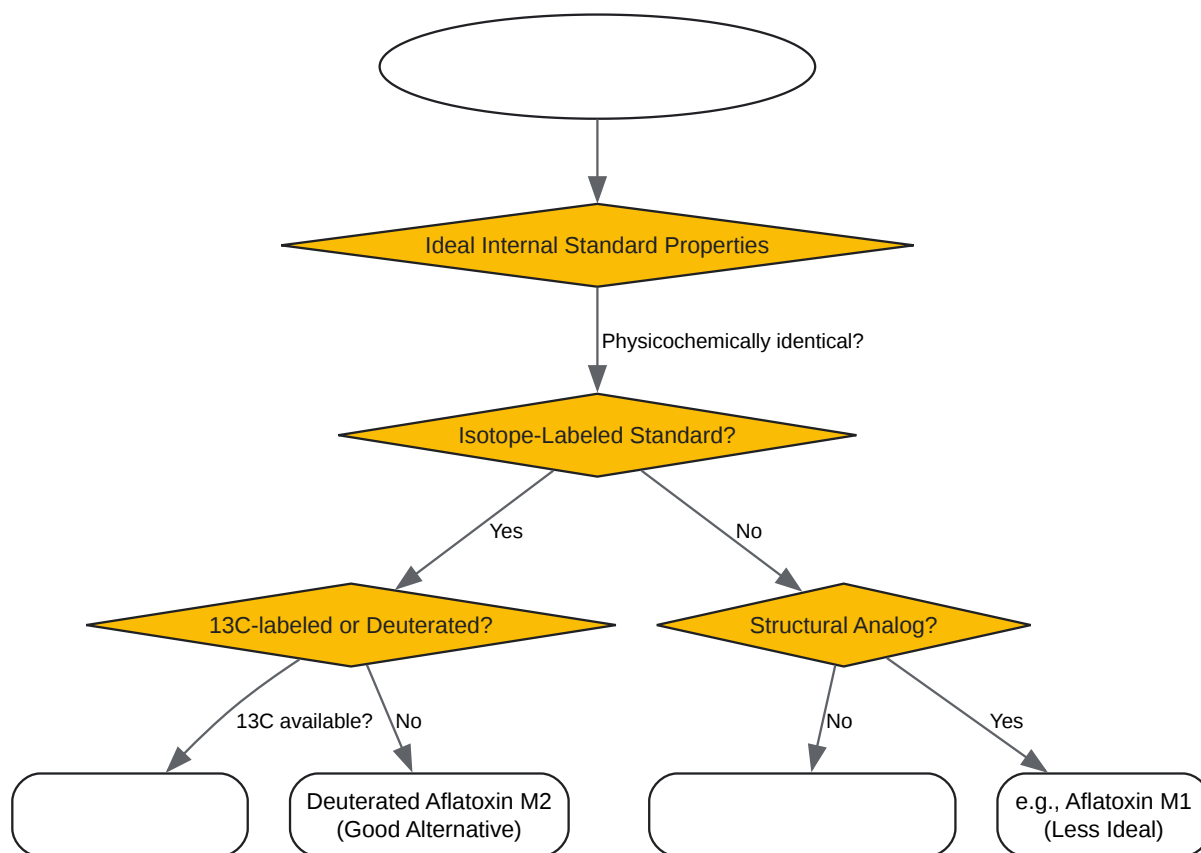 Ideal Internal Standard Properties
Physicochemically identical?
Isotope-Labeled Standard?
Yes
No
13C-labeled or Deuterated?
Structural Analog?
13C available?
No
No
Yes
Deuterated Aflatoxin M2
(Good Alternative)
e.g., Aflatoxin M1
(Less Ideal)